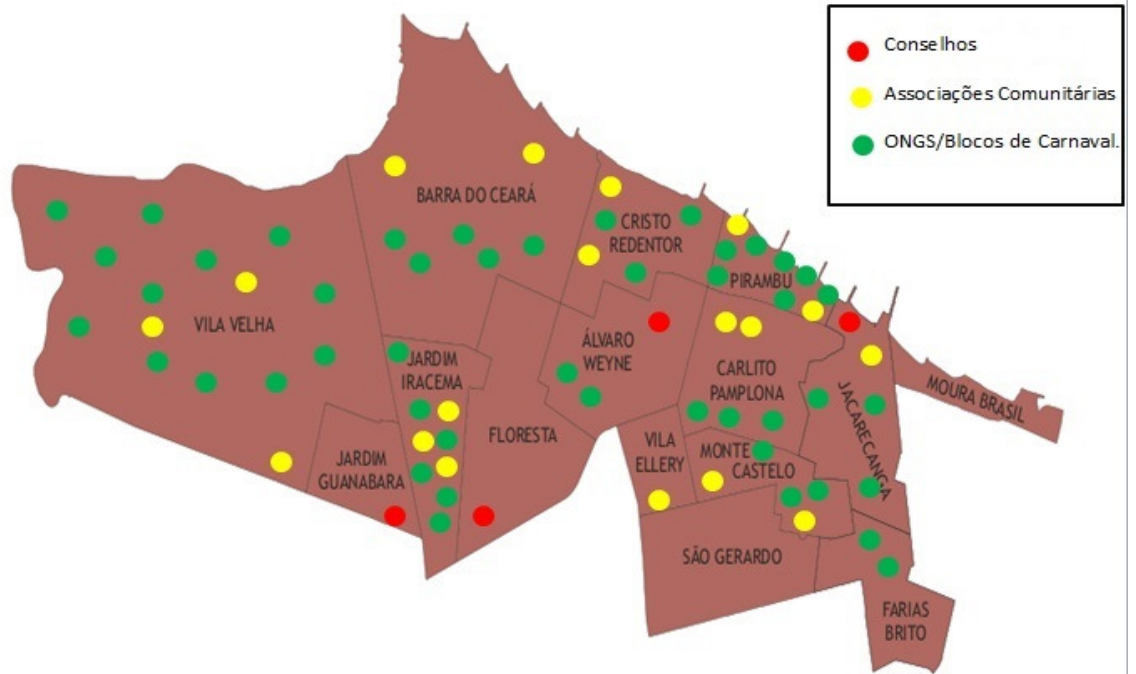 Conselhos
Associações Comunitárias
ONGS/Blocos de Carnaval.
BARRA DO CEARÁ
CRISTO
REDENTOR
PIRAMBU
VILA VELHA
ÁLVARO
WEYNE
JARDIM
IRACEMA
CARLITO
PAMPLONA
MOURA BRASIL
JACARECANGA
FLORESTA
VILA
ELLERY
MONTE
CASTELO
JARDIM
GUANABARA
SÃO GERARDO
FARIAS
BRITO